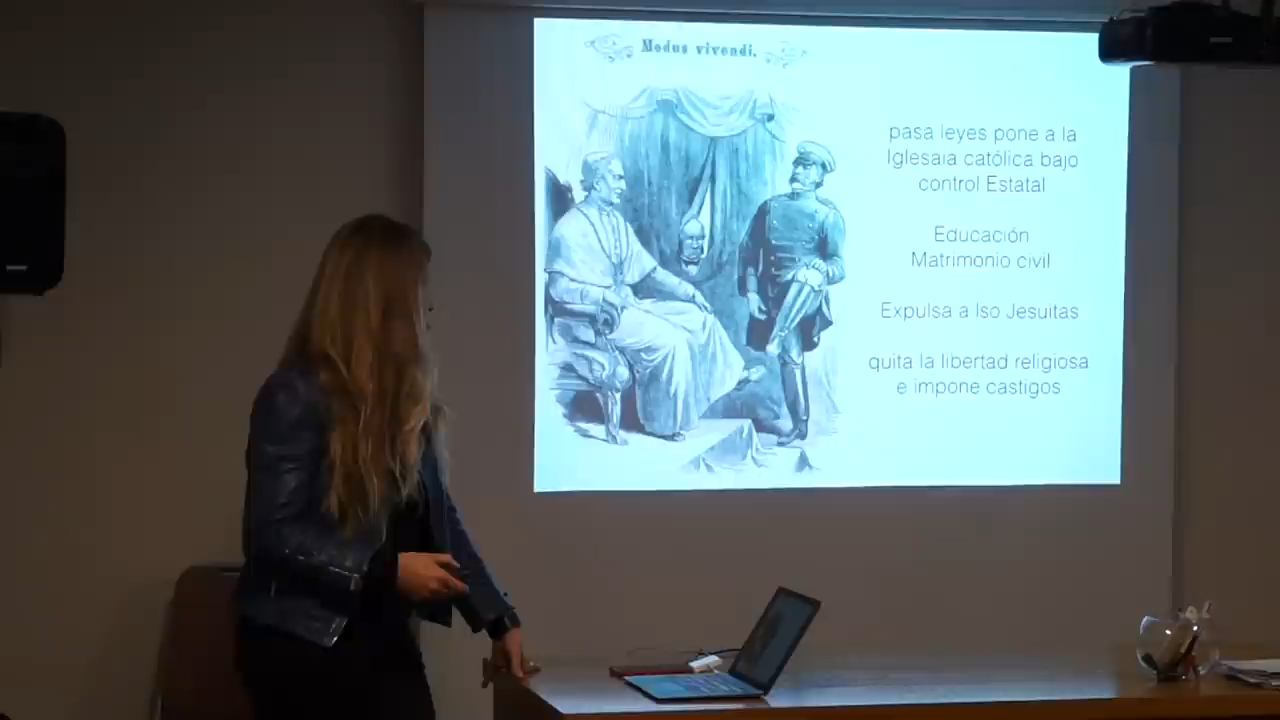 Modus vivendi.
pasa leyes pone a la
Iglesaia católica bajo
control Estatal
Educación
Matrimonio civil
Expulsa a lso Jesuitas
quita la libertad religiosa
e impone castigos